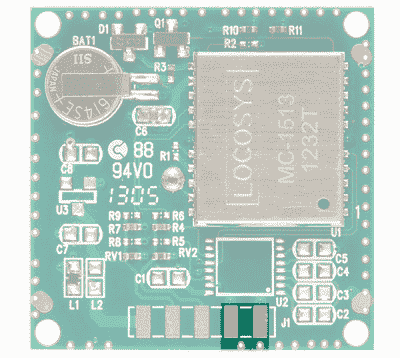 D1
Q1
R10
R11
BAT1
R2
SII
JAPAN
R3
C6
LOCOSYS
MC-1513
1232T
88
94V0
R1
C8
1305
U3
R9
R6
R7
R4
C7
R8
R5
U1
RV1
RV2
C5
C1
C4
L1
L2
U2
C3
J1
C2